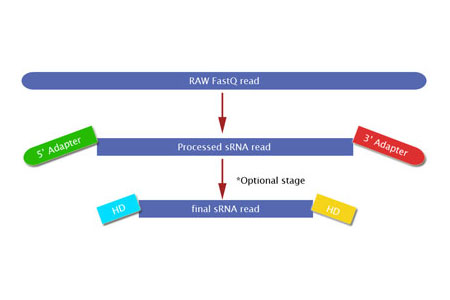 RAW FastQ read
5' Adapter
Processed sRNA read
3' Adapter
*Optional stage
HD
final sRNA read
HD